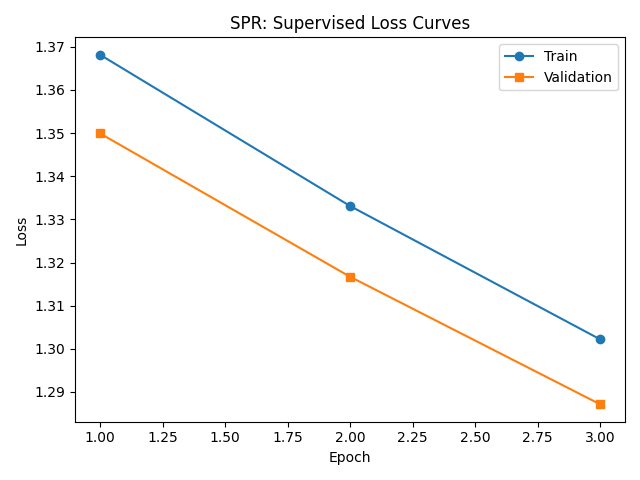 SPR: Supervised Loss Curves
Train
Validation
Loss
1.37
1.36
1.35
1.34
1.33
1.32
1.31
1.30
1.29
1.00 1.25 1.50 1.75 2.00 2.25 2.50 2.75 3.00
Epoch